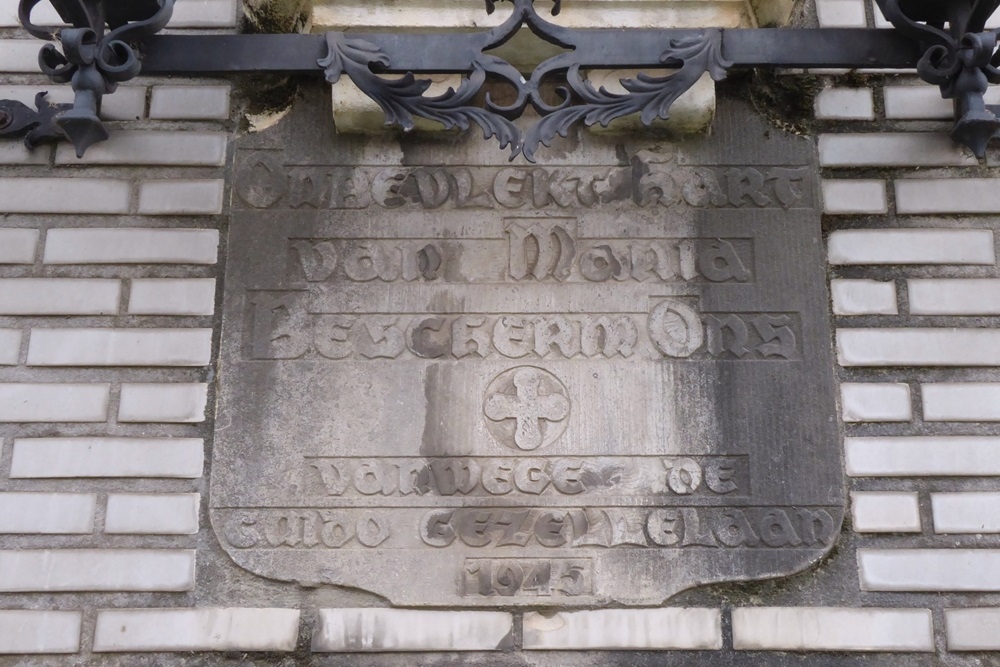 Onbevlekt Hart
van Maria
Bescherm Ons
vanwege de
Guido Gezellelaan
1945